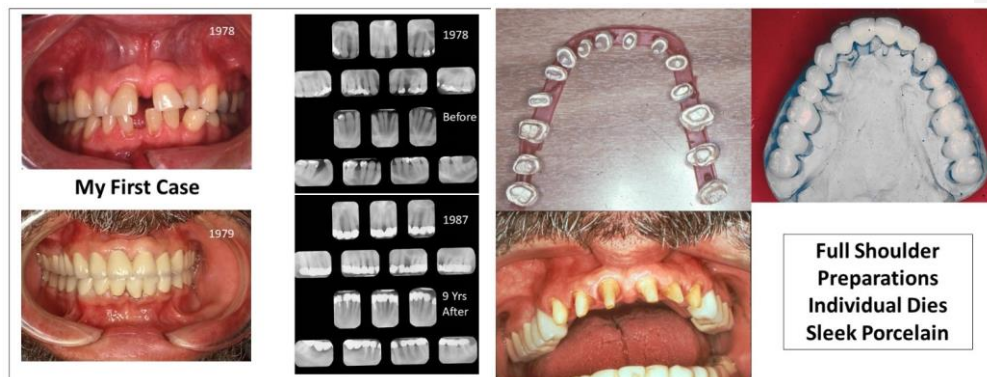 1978
My First Case
1979
1978
Before
1987
9 Yrs
After
Full Shoulder
Preparations
Individual Dies
Sleek Porcelain